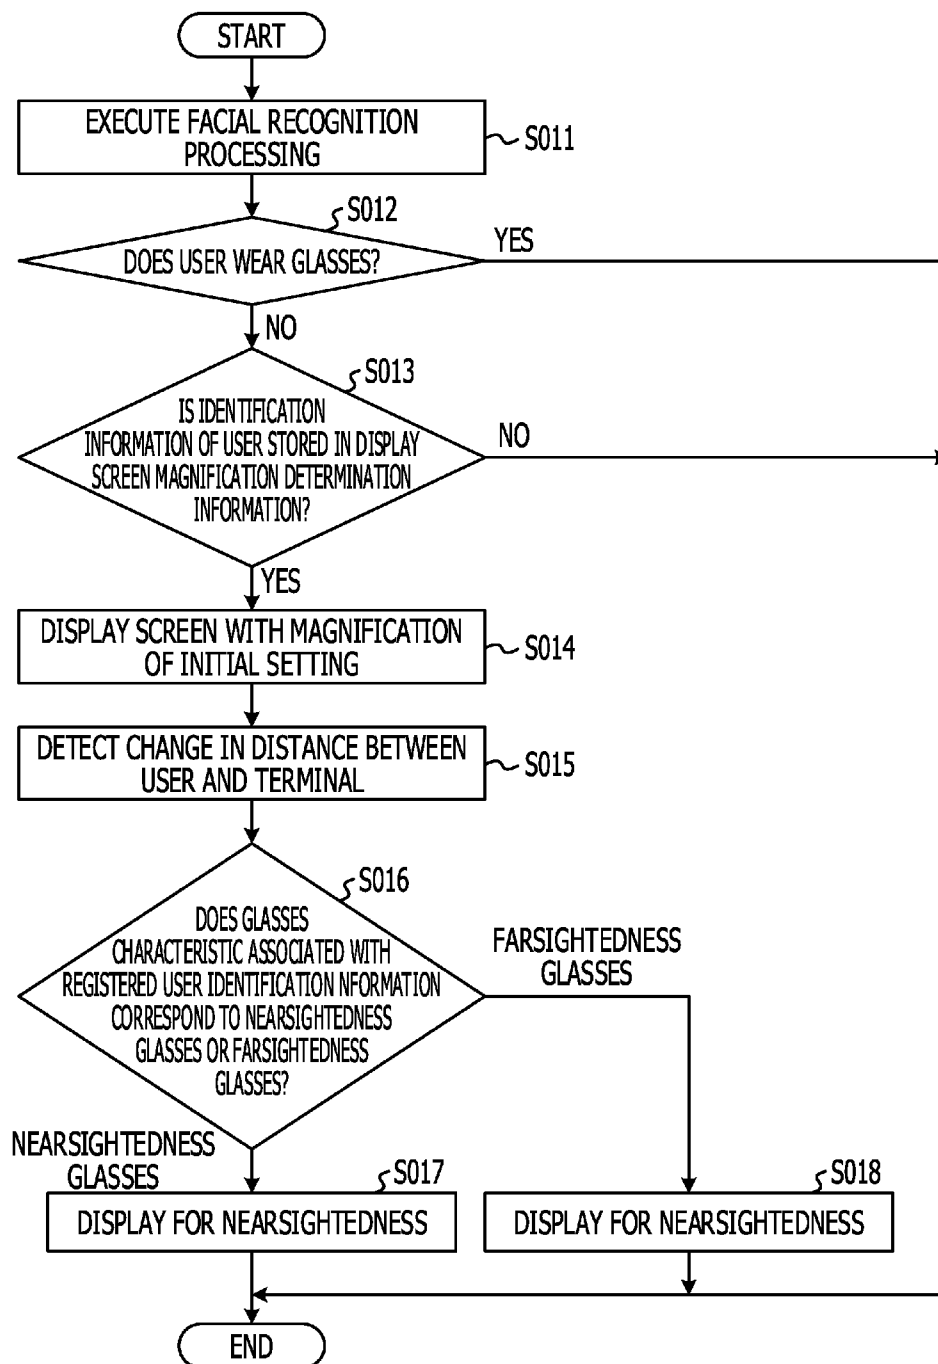 START
EXECUTE FACIAL RECOGNITION
PROCESSING
S011
S012
DOES USER WEAR GLASSES?
YES
NO
S013
IS IDENTIFICATION
INFORMATION OF USER STORED IN DISPLAY
SCREEN MAGNIFICATION DETERMINATION
INFORMATION?
NO
YES
DISPLAY SCREEN WITH MAGNIFICATION
OF INITIAL SETTING
S014
DETECT CHANGE IN DISTANCE BETWEEN
USER AND TERMINAL
S015
S016
DOES GLASSES
CHARACTERISTIC ASSOCIATED WITH
REGISTERED USER IDENTIFICATION NFORMATION
CORRESPOND TO NEARSIGHTEDNESS
GLASSES OR FARSIGHTEDNESS
GLASSES?
FARSIGHTEDNESS
GLASSES
NEARSIGHTEDNESS
GLASSES
S017
DISPLAY FOR NEARSIGHTEDNESS
S018
DISPLAY FOR NEARSIGHTEDNESS
END